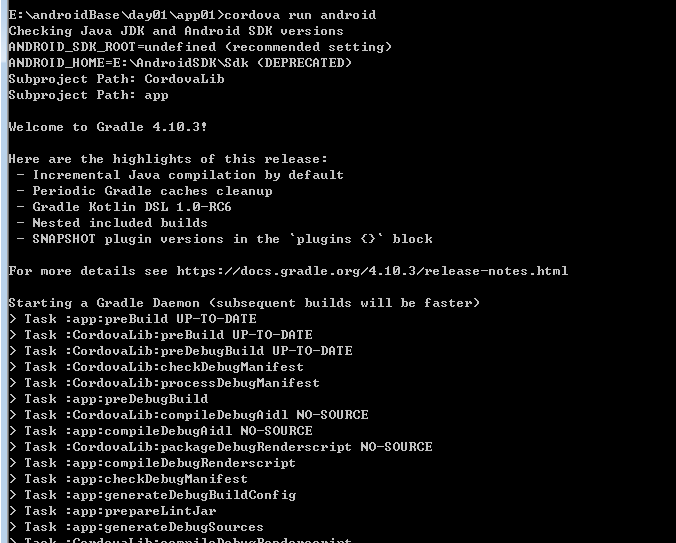 E:\androidBase\day01\app01>cordova run android
Checking Java JDK and Android SDK versions
ANDROID_SDK_ROOT=undefined (recommended setting)
ANDROID_HOME=E:\AndroidSDK\Sdk (DEPRECATED)
Subproject Path: CordovaLib
Subproject Path: app
Welcome to Gradle 4.10.3!
Here are the highlights of this release:
- Incremental Java compilation by default
- Periodic Gradle caches cleanup
- Gradle Kotlin DSL 1.0-RC6
- Nested included builds
- SNAPSHOT plugin versions in the `plugins {}` block
For more details see https://docs.gradle.org/4.10.3/release-notes.html
Starting a Gradle Daemon (subsequent builds will be faster)
> Task :app:preBuild UP-TO-DATE
> Task :CordovaLib:preBuild UP-TO-DATE
> Task :CordovaLib:preDebugBuild UP-TO-DATE
> Task :CordovaLib:checkDebugManifest
> Task :CordovaLib:processDebugManifest
> Task :app:preDebugBuild
> Task :CordovaLib:compileDebugAidl NO-SOURCE
> Task :app:compileDebugAidl NO-SOURCE
> Task :CordovaLib:packageDebugRenderscript NO-SOURCE
> Task :app:compileDebugRenderscript
> Task :app:checkDebugManifest
> Task :app:generateDebugBuildConfig
> Task :app:prepareLintJar
> Task :app:generateDebugSources
> Task :CordovaLib:compileDebugRenderscript